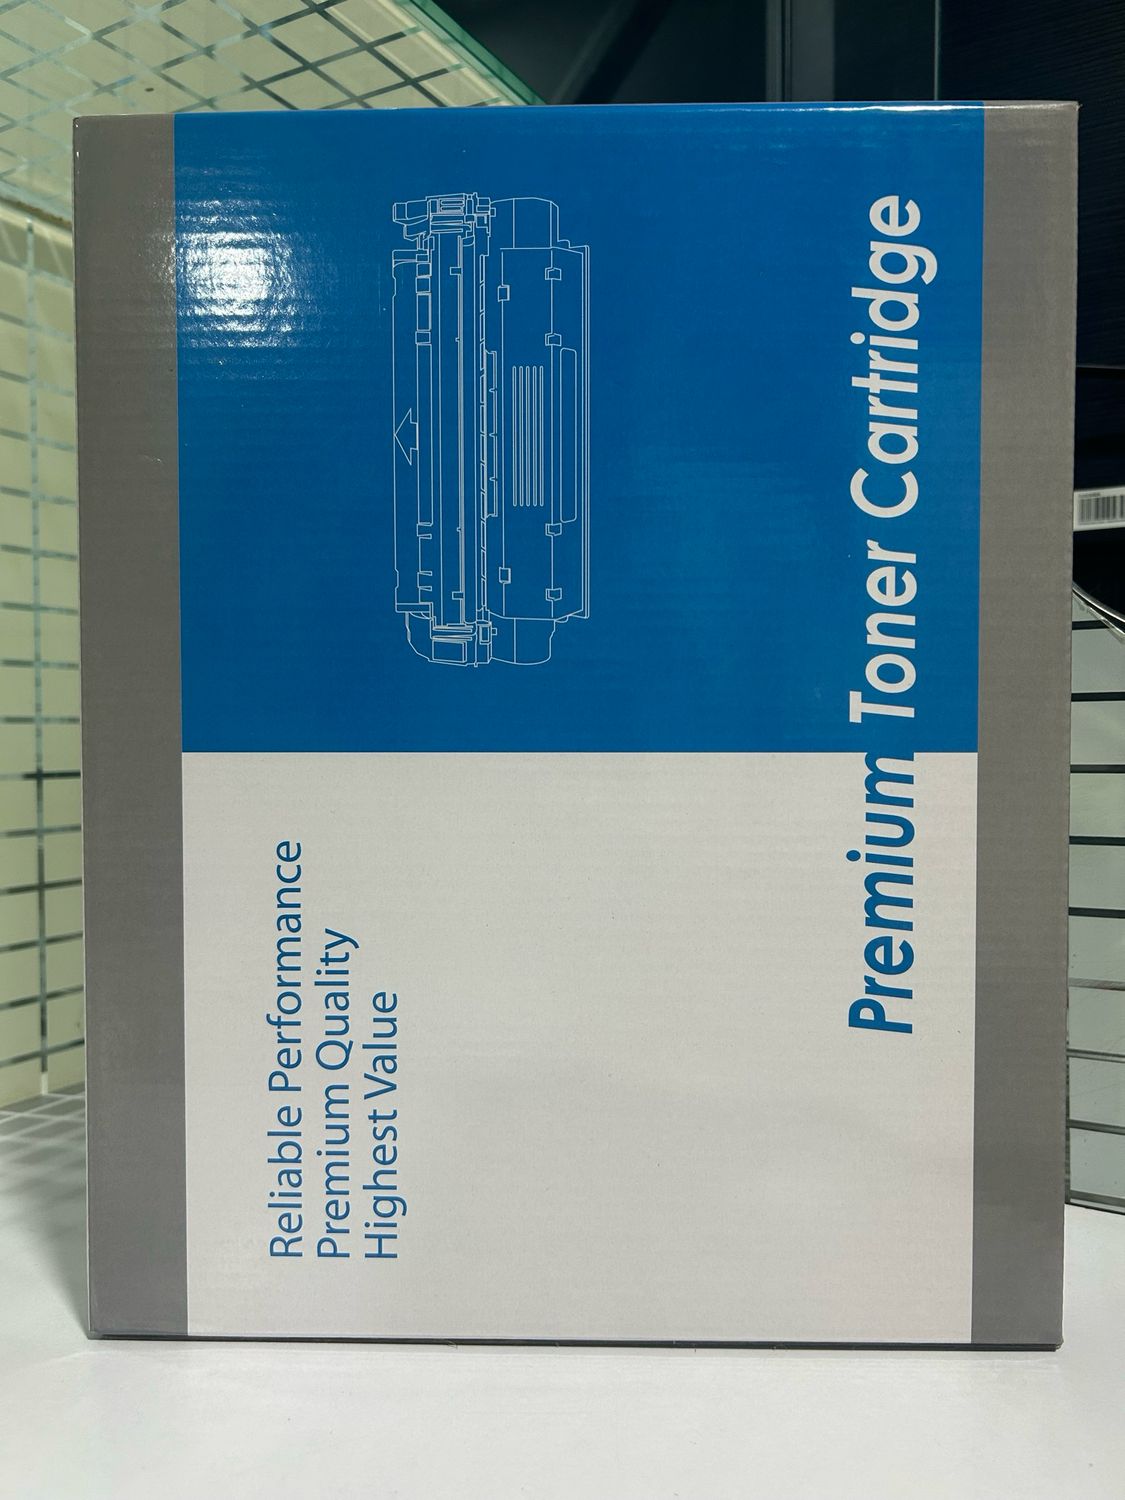 Reliable Performance
Premium Quality
Highest Value
Premium Toner Cartridge